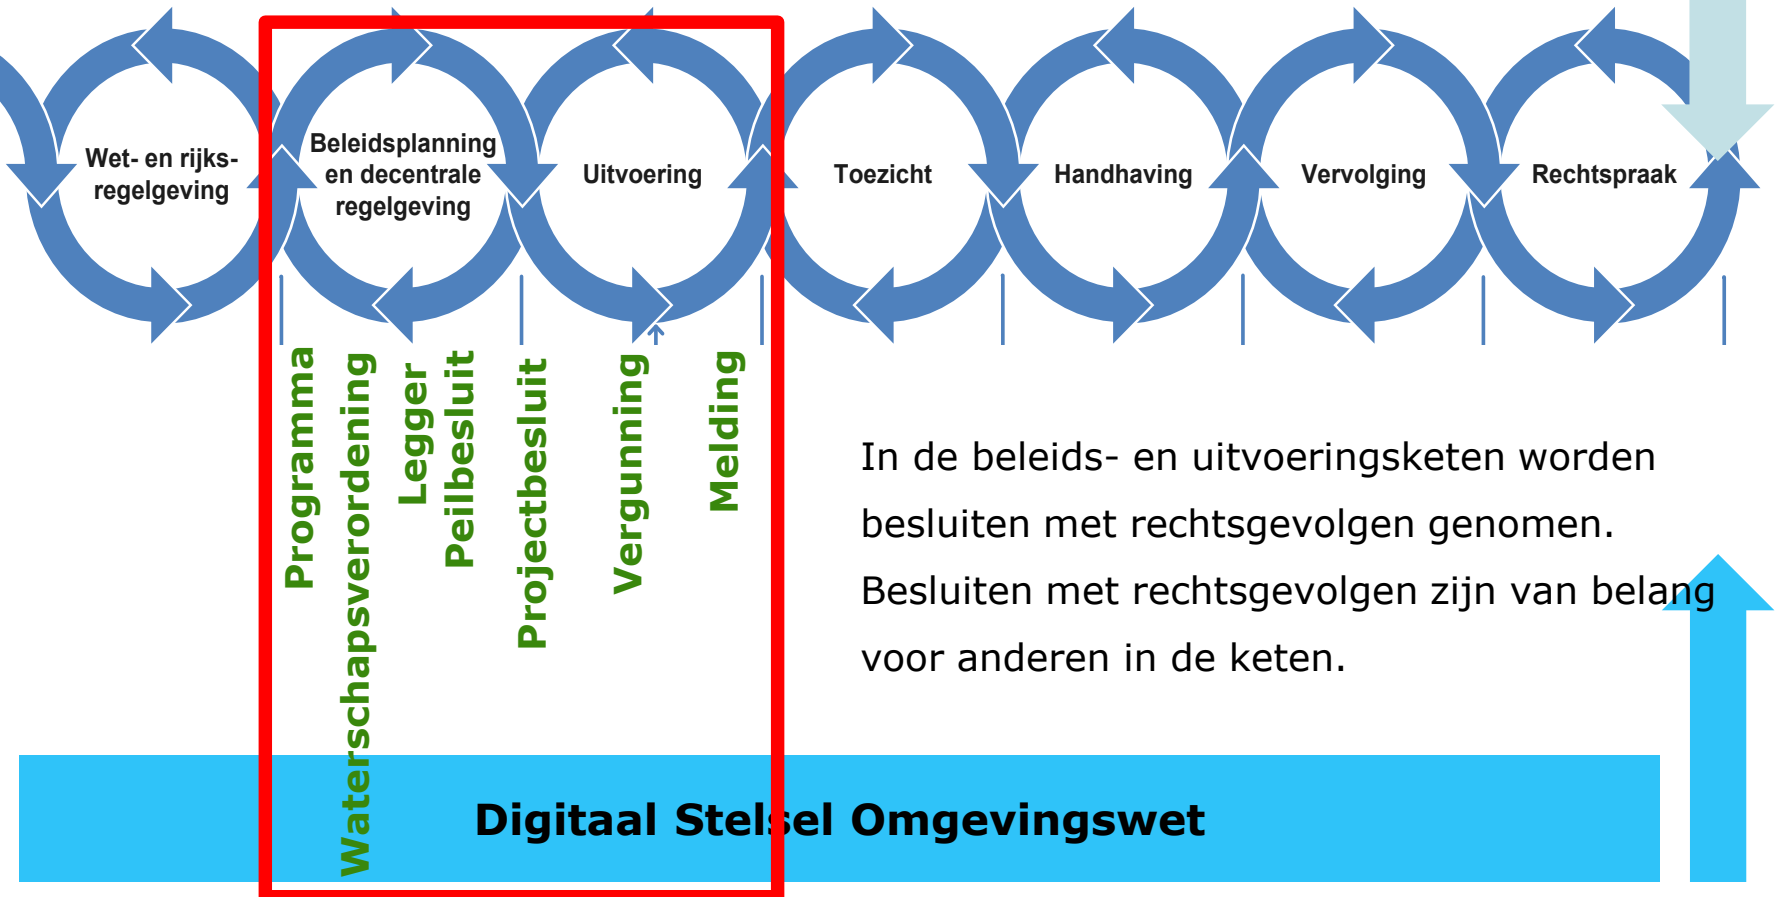 Wet- en rijks-
regelgeving
Beleidsplanning
en decentrale
regelgeving
Uitvoering
Toezicht
Handhaving
Vervolging
Rechtspraak
Programma
Waterschapsverordening
Legger
Peilbesluit
Projectbesluit
Vergunning
Melding
In de beleids- en uitvoeringsketen worden
besluiten met rechtsgevolgen genomen.
Besluiten met rechtsgevolgen zijn van belang
voor anderen in de keten.
Digitaal Stelsel Omgevingswet